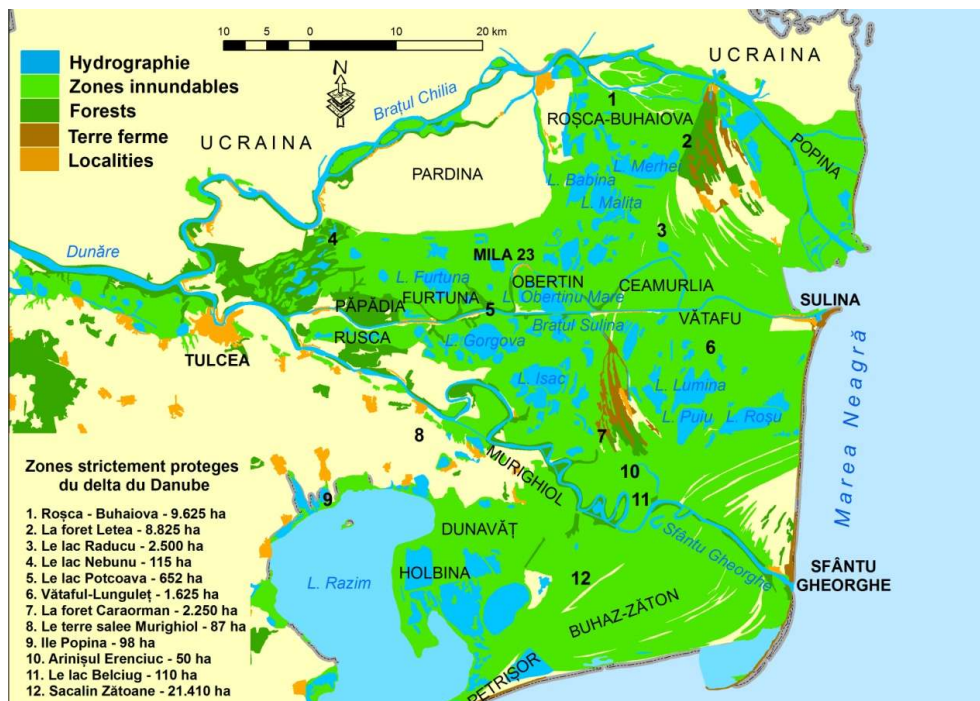 10 0 10 20 km
Hydrographie
Zones innundables
Forests
Terre ferme
Localities
N
UCRAINA
UCRAINA
Brațul Chilia
1
ROȘCA-BUHAIOVA
2
POPINA
PARDINA
L. Merhei
L. Babina
L. Malița
3
4
Dunăre
MILA 23
L. Furtuna
OBERTIN
CEAMURLIA
PĂPĂDIA
FURTUNA
L. Obertinu Mare
SULINA
5
Brațul Sulina
VĂTAFU
RUSCA
L. Gorgova
6
TULCEA
L. Isac
L. Lumina
L. Puiu
L. Roșu
Marea Neagră
7
8
MURIGHIOL
10
9
11
DUNAVĂȚ
Sfântu Gheorghe
L. Razim
HOLBINA
12
SFÂNTU
GHEORGHE
BUHAZ-ZĂTON
PETRIȘOR
Zones strictement proteges
du delta du Danube
1. Roșca - Buhaiova - 9.625 ha
2. La foret Letea - 8.825 ha
3. Le lac Raducu - 2.500 ha
4. Le lac Nebunu - 115 ha
5. Le lac Potcoava - 652 ha
6. Vătaful-Lunguleț - 1.625 ha
7. La foret Caraorman - 2.250 ha
8. Le terre salee Murighiol - 87 ha
9. Ile Popina - 98 ha
10. Arinișul Erenciuc - 50 ha
11. Le lac Belciug - 110 ha
12. Sacalin Zătoane - 21.410 ha